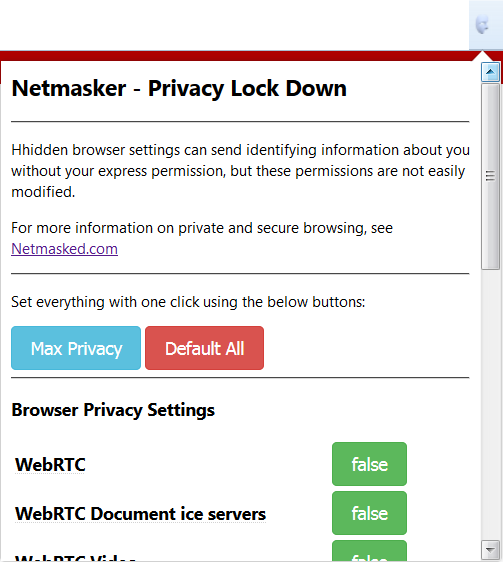 Netmasker - Privacy Lock Down
Hhidden browser settings can send identifying information about you
without your express permission, but these permissions are not easily
modified.
For more information on private and secure browsing, see
Netmasked.com
Set everything with one click using the below buttons:
Max Privacy Default All
Browser Privacy Settings
WebRTC false
WebRTC Document ice servers false
WebRTC Video false